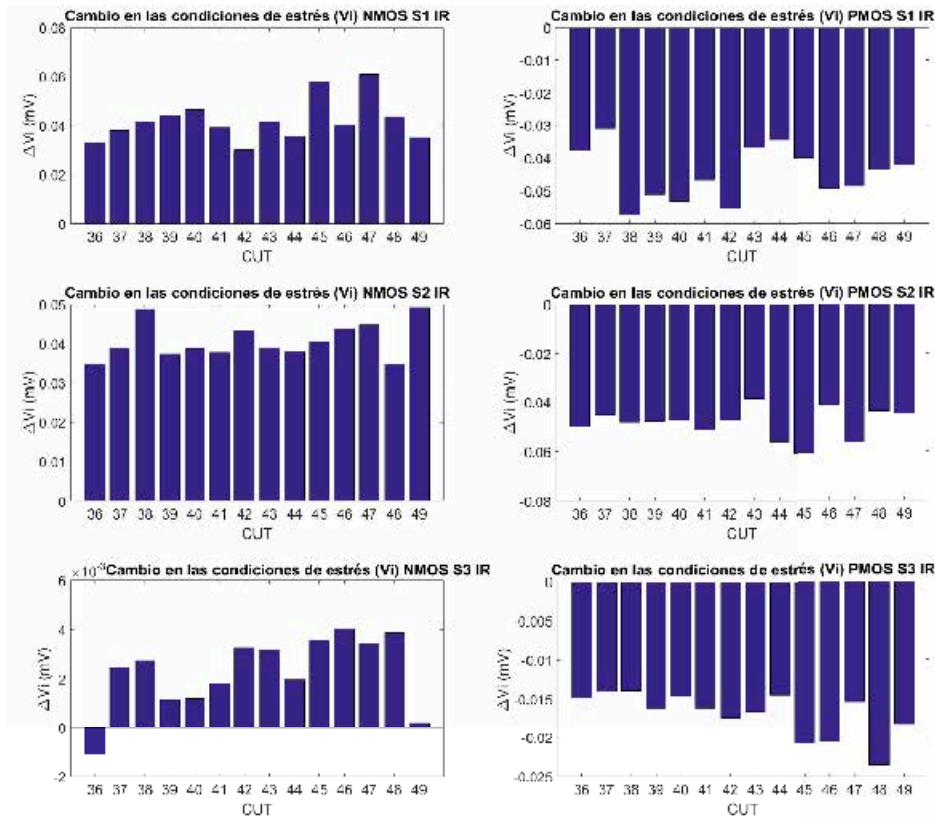 Cambio en las condiciones de estrés (Vi) NMOS S1 IR
0.08
0.06
0.04
0.02
0
ΔVi (mV)
36 37 38 39 40 41 42 43 44 45 46 47 48 49
CUT
Cambio en las condiciones de estrés (Vi) PMOS S1 IR
0
-0.01
-0.02
-0.03
-0.04
-0.05
-0.06
ΔVi (mV)
36 37 38 39 40 41 42 43 44 45 46 47 48 49
CUT
Cambio en las condiciones de estrés (Vi) NMOS S2 IR
0.05
0.04
0.03
0.02
0.01
0
ΔVi (mV)
36 37 38 39 40 41 42 43 44 45 46 47 48 49
CUT
Cambio en las condiciones de estrés (Vi) PMOS S2 IR
0
-0.02
-0.04
-0.06
-0.08
ΔVi (mV)
36 37 38 39 40 41 42 43 44 45 46 47 48 49
CUT
×10⁻³ Cambio en las condiciones de estrés (Vi) NMOS S3 IR
6
4
2
0
-2
ΔVi (mV)
36 37 38 39 40 41 42 43 44 45 46 47 48 49
CUT
Cambio en las condiciones de estrés (Vi) PMOS S3 IR
0
-0.005
-0.01
-0.015
-0.02
-0.025
ΔVi (mV)
36 37 38 39 40 41 42 43 44 45 46 47 48 49
CUT